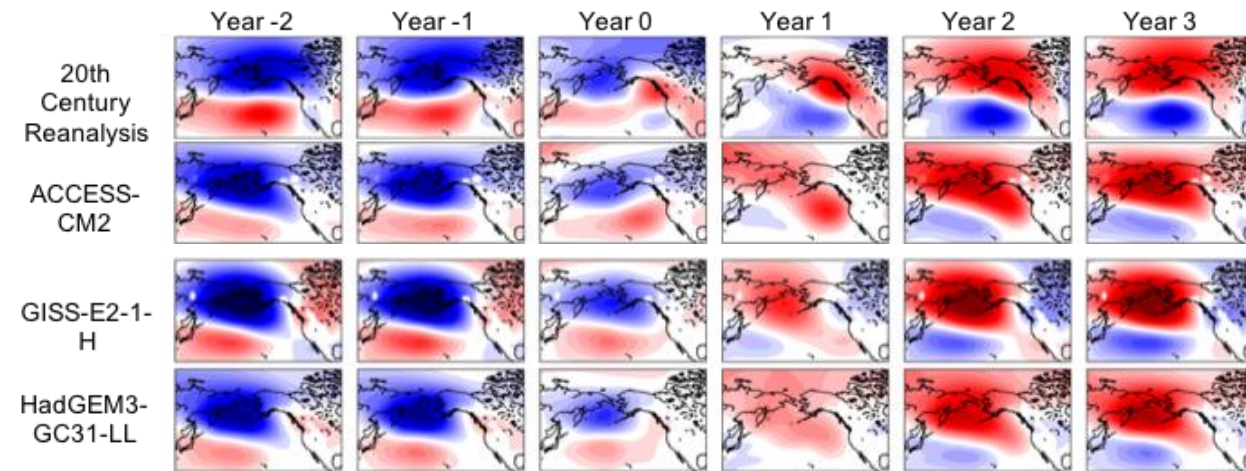 Year -2 Year -1 Year 0 Year 1 Year 2 Year 3
20th
Century
Reanalysis
ACCESS-
CM2
GISS-E2-1-
H
HadGEM3-
GC31-LL